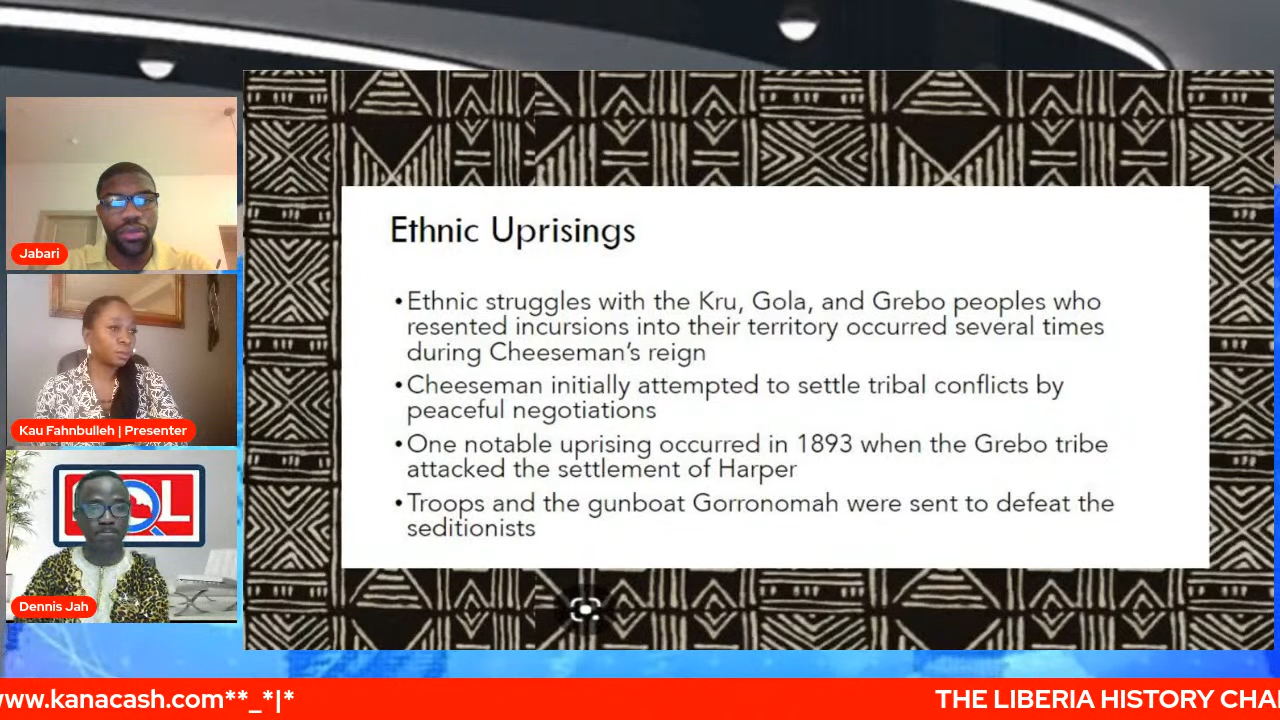 Jabari
Kau Fahnbulleh | Presenter
Dennis Jah
Ethnic Uprisings
•Ethnic struggles with the Kru, Gola, and Grebo peoples who
resented incursions into their territory occurred several times
during Cheeseman's reign
•Cheeseman initially attempted to settle tribal conflicts by
peaceful negotiations
•One notable uprising occurred in 1893 when the Grebo tribe
attacked the settlement of Harper
•Troops and the gunboat Gorronomah were sent to defeat the
seditionists
www.kanacash.com**_*|*
THE LIBERIA HISTORY CHA